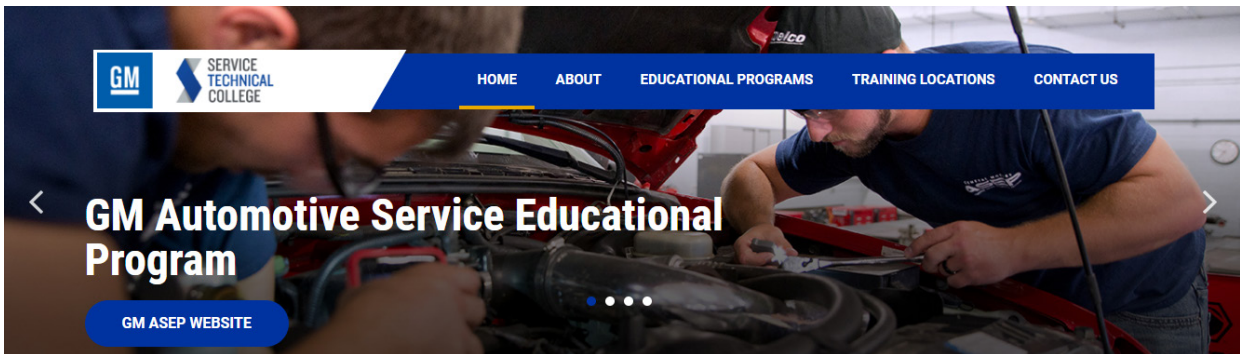 GM
SERVICE
TECHNICAL
COLLEGE
HOME ABOUT EDUCATIONAL PROGRAMS TRAINING LOCATIONS CONTACT US
GM Automotive Service Educational
Program
GM ASEP WEBSITE